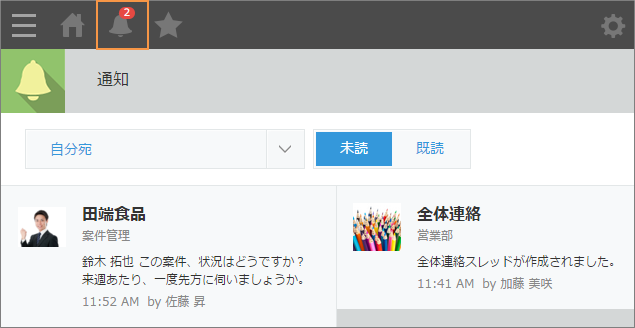 2
通知
自分宛
未読 既読
田端食品
案件管理
鈴木 拓也 この案件、状況はどうですか？
来週あたり、一度先方に伺いましょうか。
11:52 AM by 佐藤 昇
全体連絡
営業部
全体連絡スレッドが作成されました。
11:41 AM by 加藤 美咲